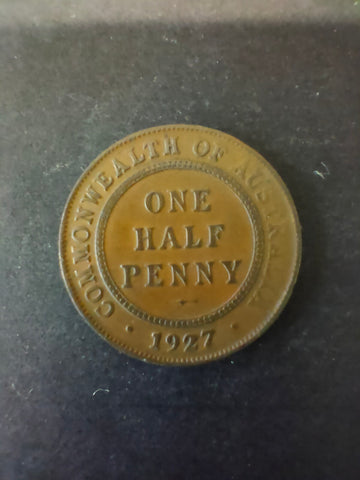 COMMONWEALTH OF AUSTRALIA
ONE
HALF
PENNY
· 1927 ·